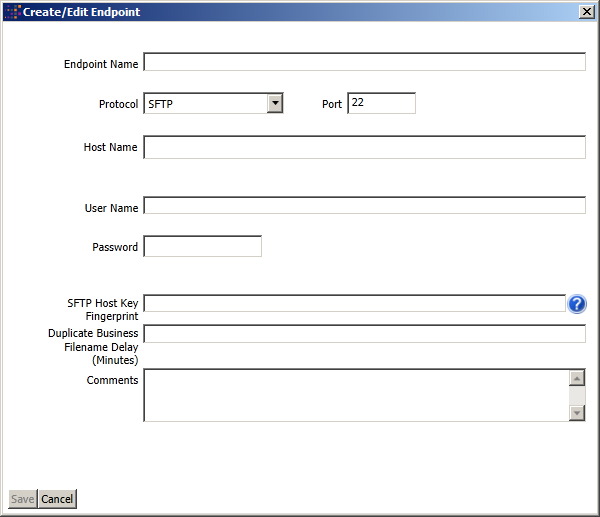 Create/Edit Endpoint
Endpoint Name
Protocol SFTP Port 22
Host Name
User Name
Password
SFTP Host Key
Fingerprint
?
Duplicate Business
Filename Delay
(Minutes)
Comments
Save Cancel